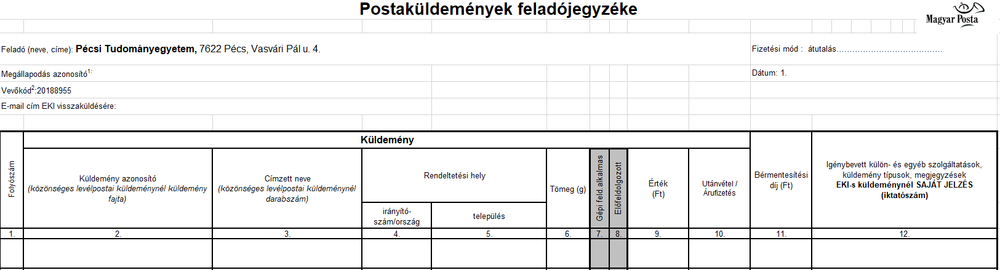 Postaküldemények feladójegyzéke
Magyar Posta
Feladó (neve, címe): Pécsi Tudományegyetem, 7622 Pécs, Vasvári Pál u. 4.
Fizetési mód : átutalás……………………………………
Megállapodás azonosító1:
Dátum: 1.
Vevőkód2:20188955
E-mail cím EKI visszaküldésére:
Küldemény
Folyószám
Küldemény azonosító
(közönséges levélpostai küldeménynél küldemény
fajta)
Címzett neve
(közönséges levélpostai küldeménynél
darabszám)
Rendeltetési hely
irányító-
szám/ország
település
Tömeg (g)
Gépi feld.alkalmas
Előfeldolgozott
Érték
(Ft)
Utánvétel /
Árufizetés
Bérmentesítési
díj (Ft)
Igénybevett külön- és egyéb szolgáltatások,
küldemény típusok, megjegyzések
EKI-s küldeménynél SAJÁT JELZÉS
(iktatószám)
1. 2. 3. 4. 5. 6. 7. 8. 9. 10. 11. 12.